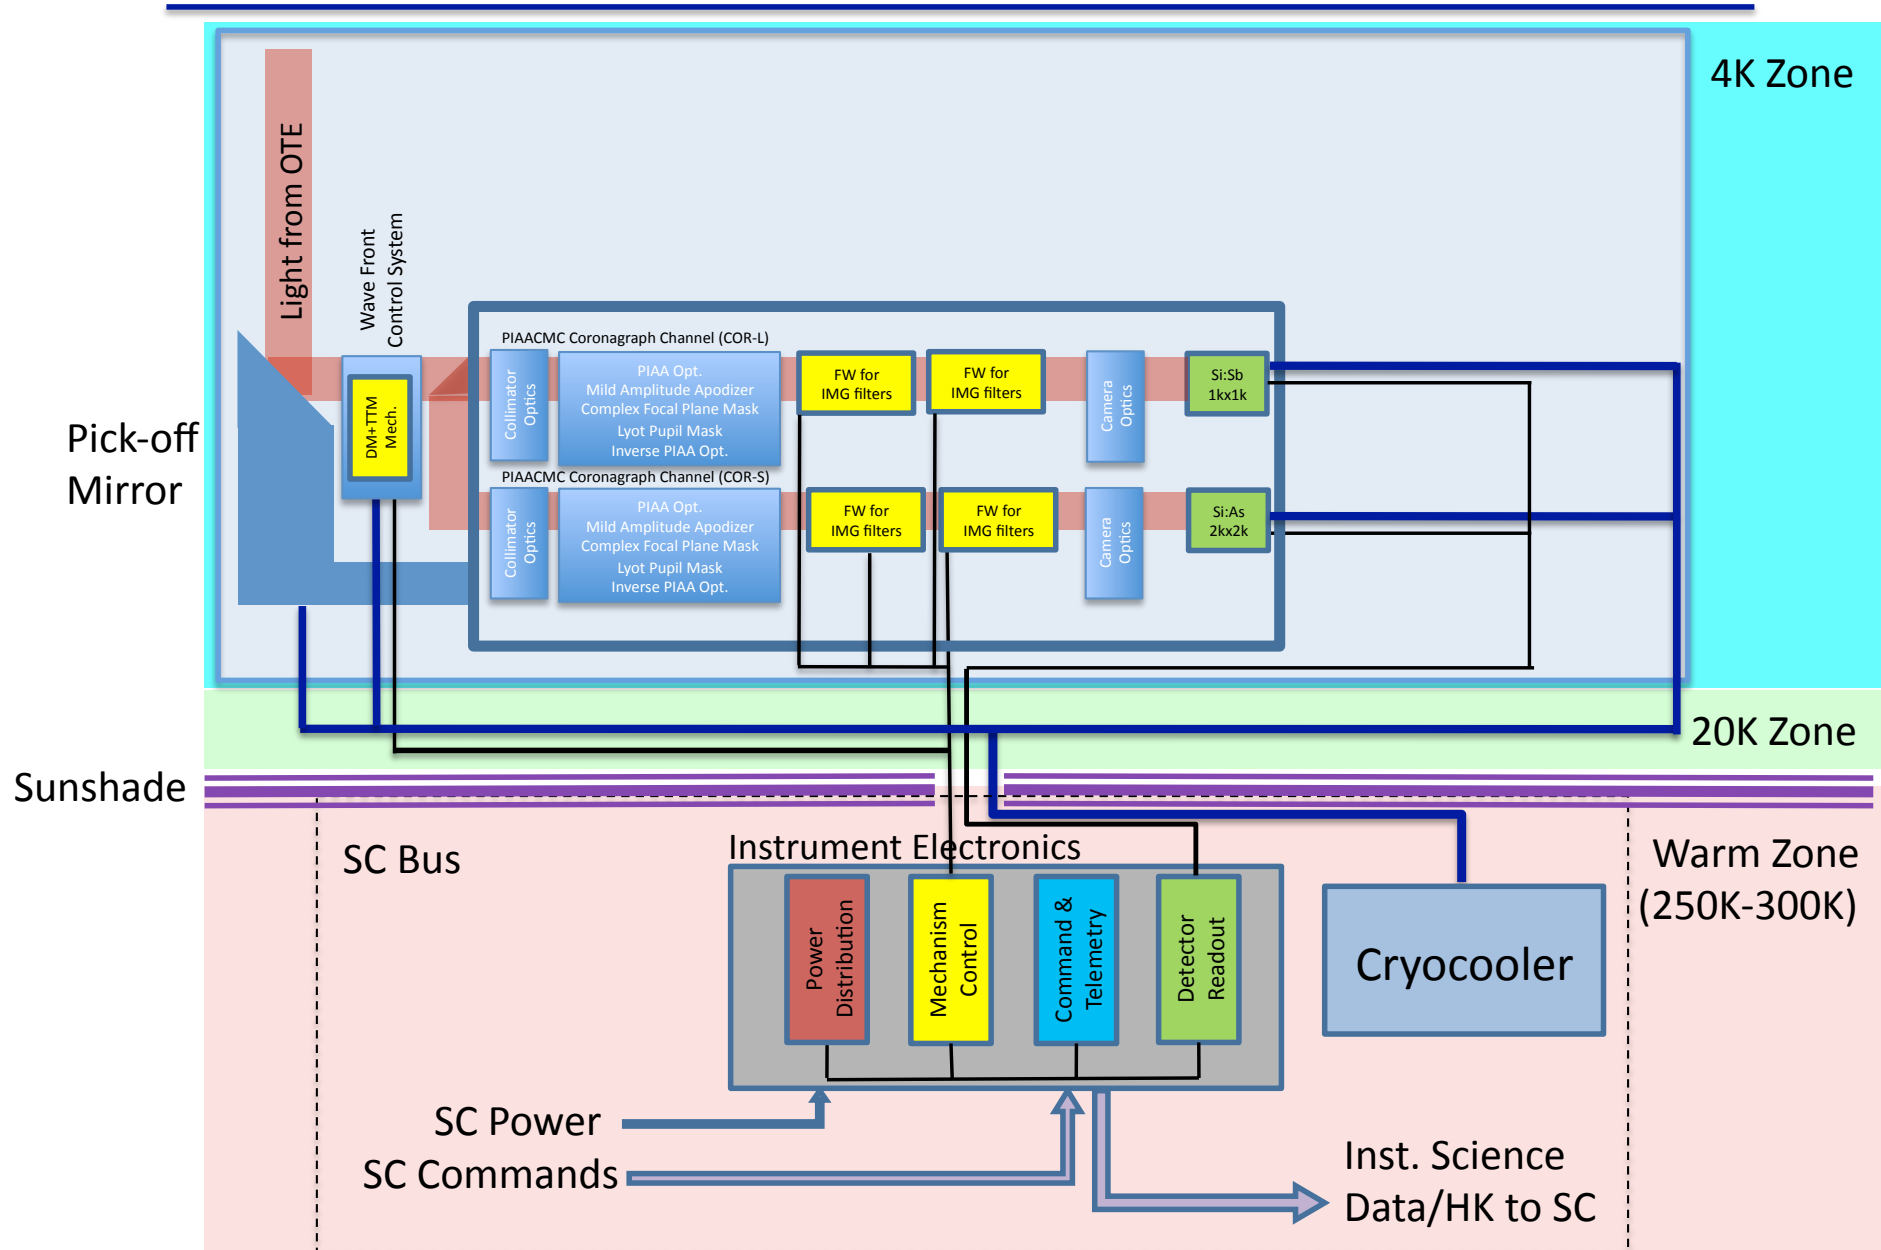 4K Zone
Light from OTE
Wave Front
Control System
Pick-off
Mirror
DM+TTM
Mech.
PIAACMC Coronagraph Channel (COR-L)
Collimator
Optics
PIAA Opt.
Mild Amplitude Apodizer
Complex Focal Plane Mask
Lyot Pupil Mask
Inverse PIAA Opt.
FW for
IMG filters
FW for
IMG filters
Camera
Optics
Si:Sb
1kx1k
PIAACMC Coronagraph Channel (COR-S)
Collimator
Optics
PIAA Opt.
Mild Amplitude Apodizer
Complex Focal Plane Mask
Lyot Pupil Mask
Inverse PIAA Opt.
FW for
IMG filters
FW for
IMG filters
Camera
Optics
Si:As
2kx2k
20K Zone
Sunshade
SC Bus
Instrument Electronics
Warm Zone
(250K-300K)
Power
Distribution
Mechanism
Control
Command &
Telemetry
Detector
Readout
Cryocooler
SC Power
SC Commands
Inst. Science
Data/HK to SC